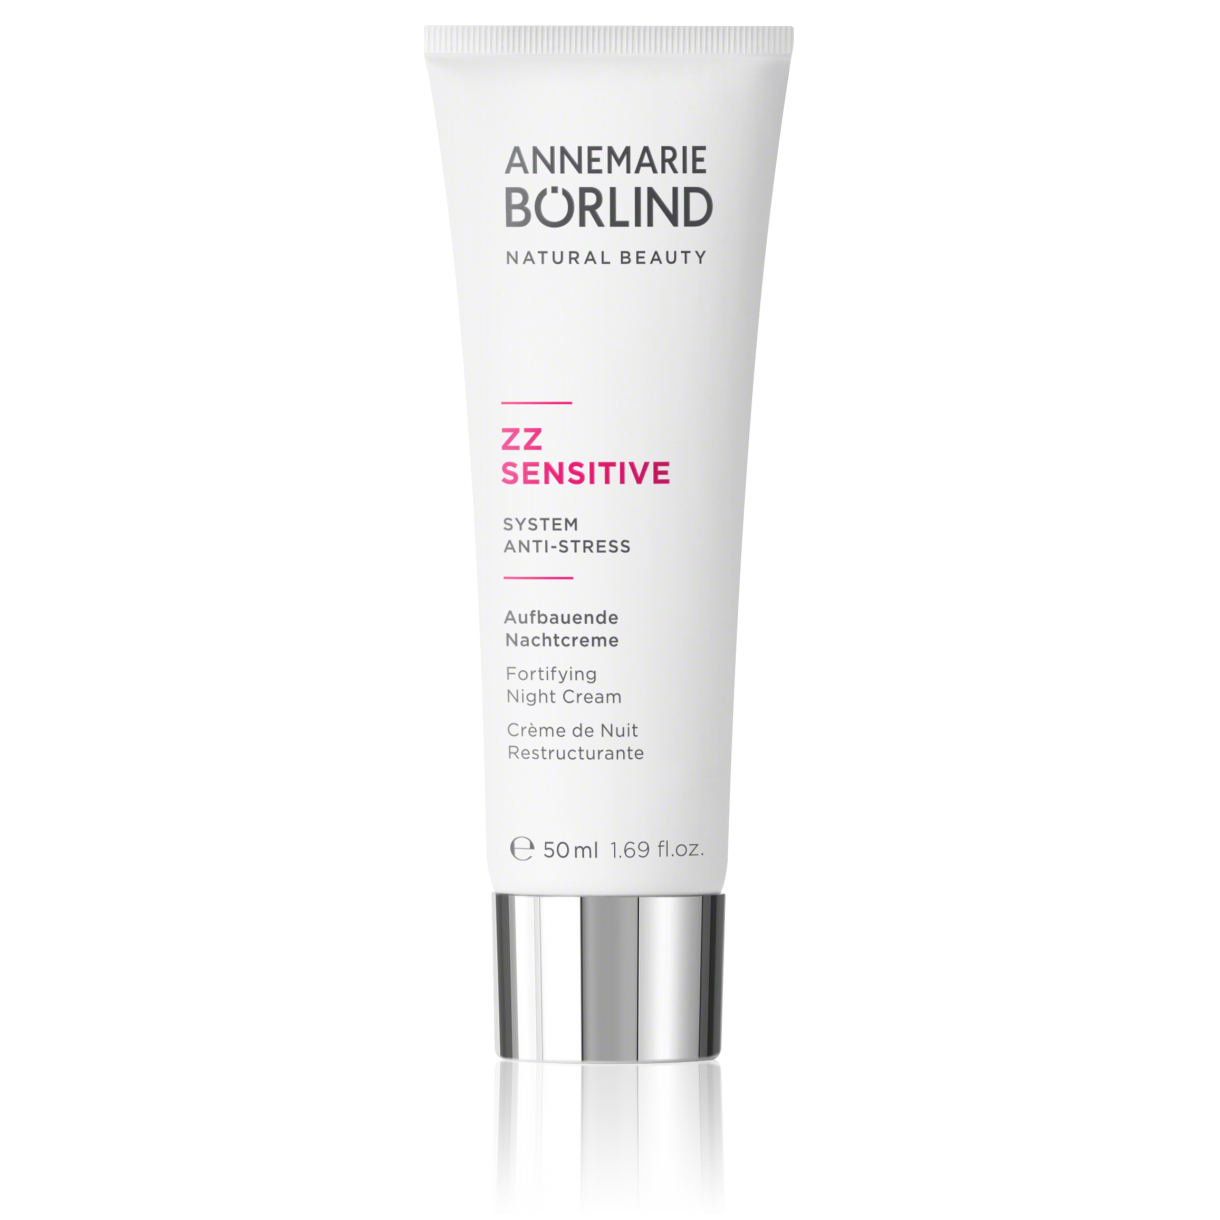 ANNEMARIE
BÖRLIND
NATURAL BEAUTY
ZZ
SENSITIVE
SYSTEM
ANTI-STRESS
Aufbauende
Nachtcreme
Fortifying
Night Cream
Crème de Nuit
Restructurante
℮ 50 ml 1.69 fl.oz.